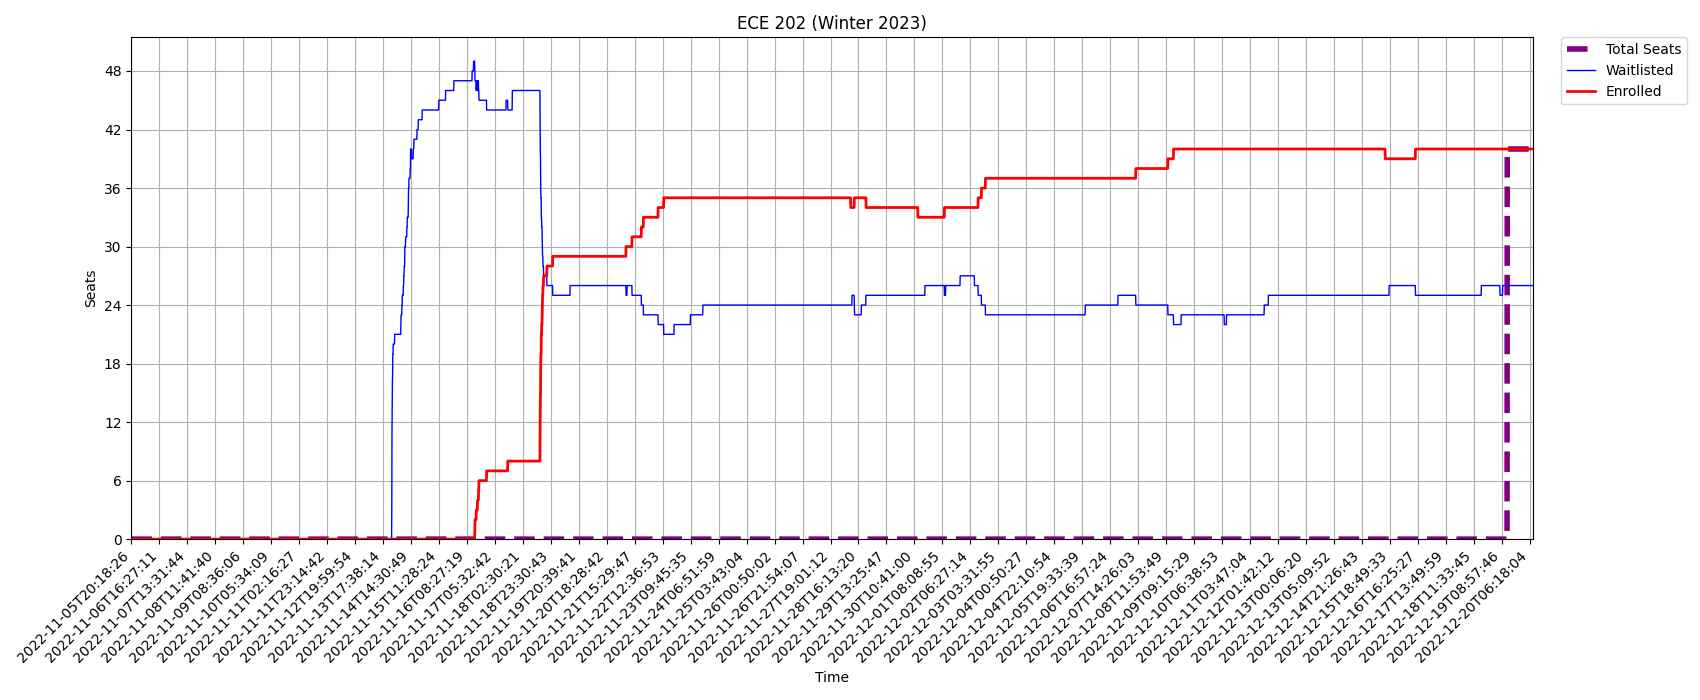 ECE 202 (Winter 2023)
Total Seats
Waitlisted
Enrolled
Seats
48
42
36
30
24
18
12
6
0
2022-11-05T20:18:26
2022-11-06T16:27:11
2022-11-07T13:31:44
2022-11-08T11:41:40
2022-11-09T08:36:06
2022-11-10T05:34:09
2022-11-11T02:16:27
2022-11-11T23:14:42
2022-11-12T19:59:54
2022-11-13T17:38:14
2022-11-14T14:30:49
2022-11-15T11:28:24
2022-11-16T08:27:19
2022-11-17T05:32:42
2022-11-18T02:30:21
2022-11-18T23:30:43
2022-11-19T20:39:41
2022-11-20T18:28:42
2022-11-21T15:29:47
2022-11-22T12:36:53
2022-11-23T09:45:35
2022-11-24T06:51:59
2022-11-25T03:43:04
2022-11-26T00:50:02
2022-11-26T21:54:07
2022-11-27T19:01:12
2022-11-28T16:13:20
2022-11-29T13:25:47
2022-11-30T10:41:00
2022-12-01T08:08:55
2022-12-02T06:27:14
2022-12-03T03:31:55
2022-12-04T00:50:27
2022-12-04T22:10:54
2022-12-05T19:33:39
2022-12-06T16:57:24
2022-12-07T14:26:03
2022-12-08T11:53:49
2022-12-09T09:15:29
2022-12-10T06:38:53
2022-12-11T03:47:04
2022-12-12T01:42:12
2022-12-13T00:06:20
2022-12-13T05:09:52
2022-12-14T21:26:43
2022-12-15T18:49:33
2022-12-16T16:25:27
2022-12-17T13:49:59
2022-12-18T11:33:45
2022-12-19T08:57:46
2022-12-20T06:18:04
Time